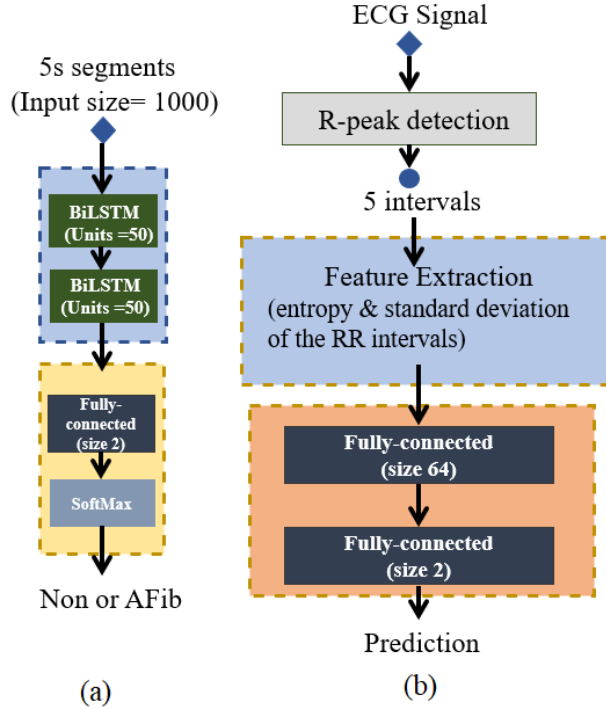 5s segments
(Input size= 1000)
BiLSTM
(Units =50)
BiLSTM
(Units =50)
Fully-
connected
(size 2)
SoftMax
Non or AFib
(a)
ECG Signal
R-peak detection
5 intervals
Feature Extraction
(entropy & standard deviation
of the RR intervals)
Fully-connected
(size 64)
Fully-connected
(size 2)
Prediction
(b)